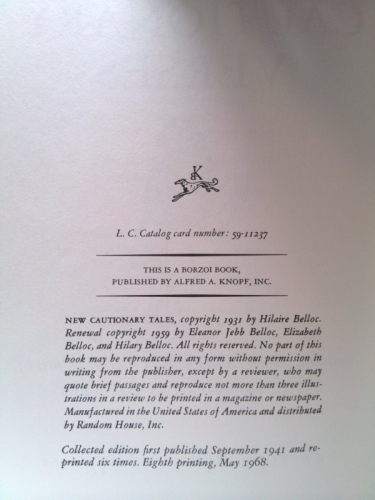 K
L. C. Catalog card number: 59-11237
THIS IS A BORZOI BOOK,
PUBLISHED BY ALFRED A. KNOPF, INC.
NEW CAUTIONARY TALES, copyright 1931 by Hilaire Belloc.
Renewal copyright 1959 by Eleanor Jebb Belloc, Elizabeth
Belloc, and Hilary Belloc. All rights reserved. No part of this
book may be reproduced in any form without permission in
writing from the publisher, except by a reviewer, who may
quote brief passages and reproduce not more than three illus-
trations in a review to be printed in a magazine or newspaper.
Manufactured in the United States of America and distributed
by Random House, Inc.
Collected edition first published September 1941 and re-
printed six times. Eighth printing, May 1968.